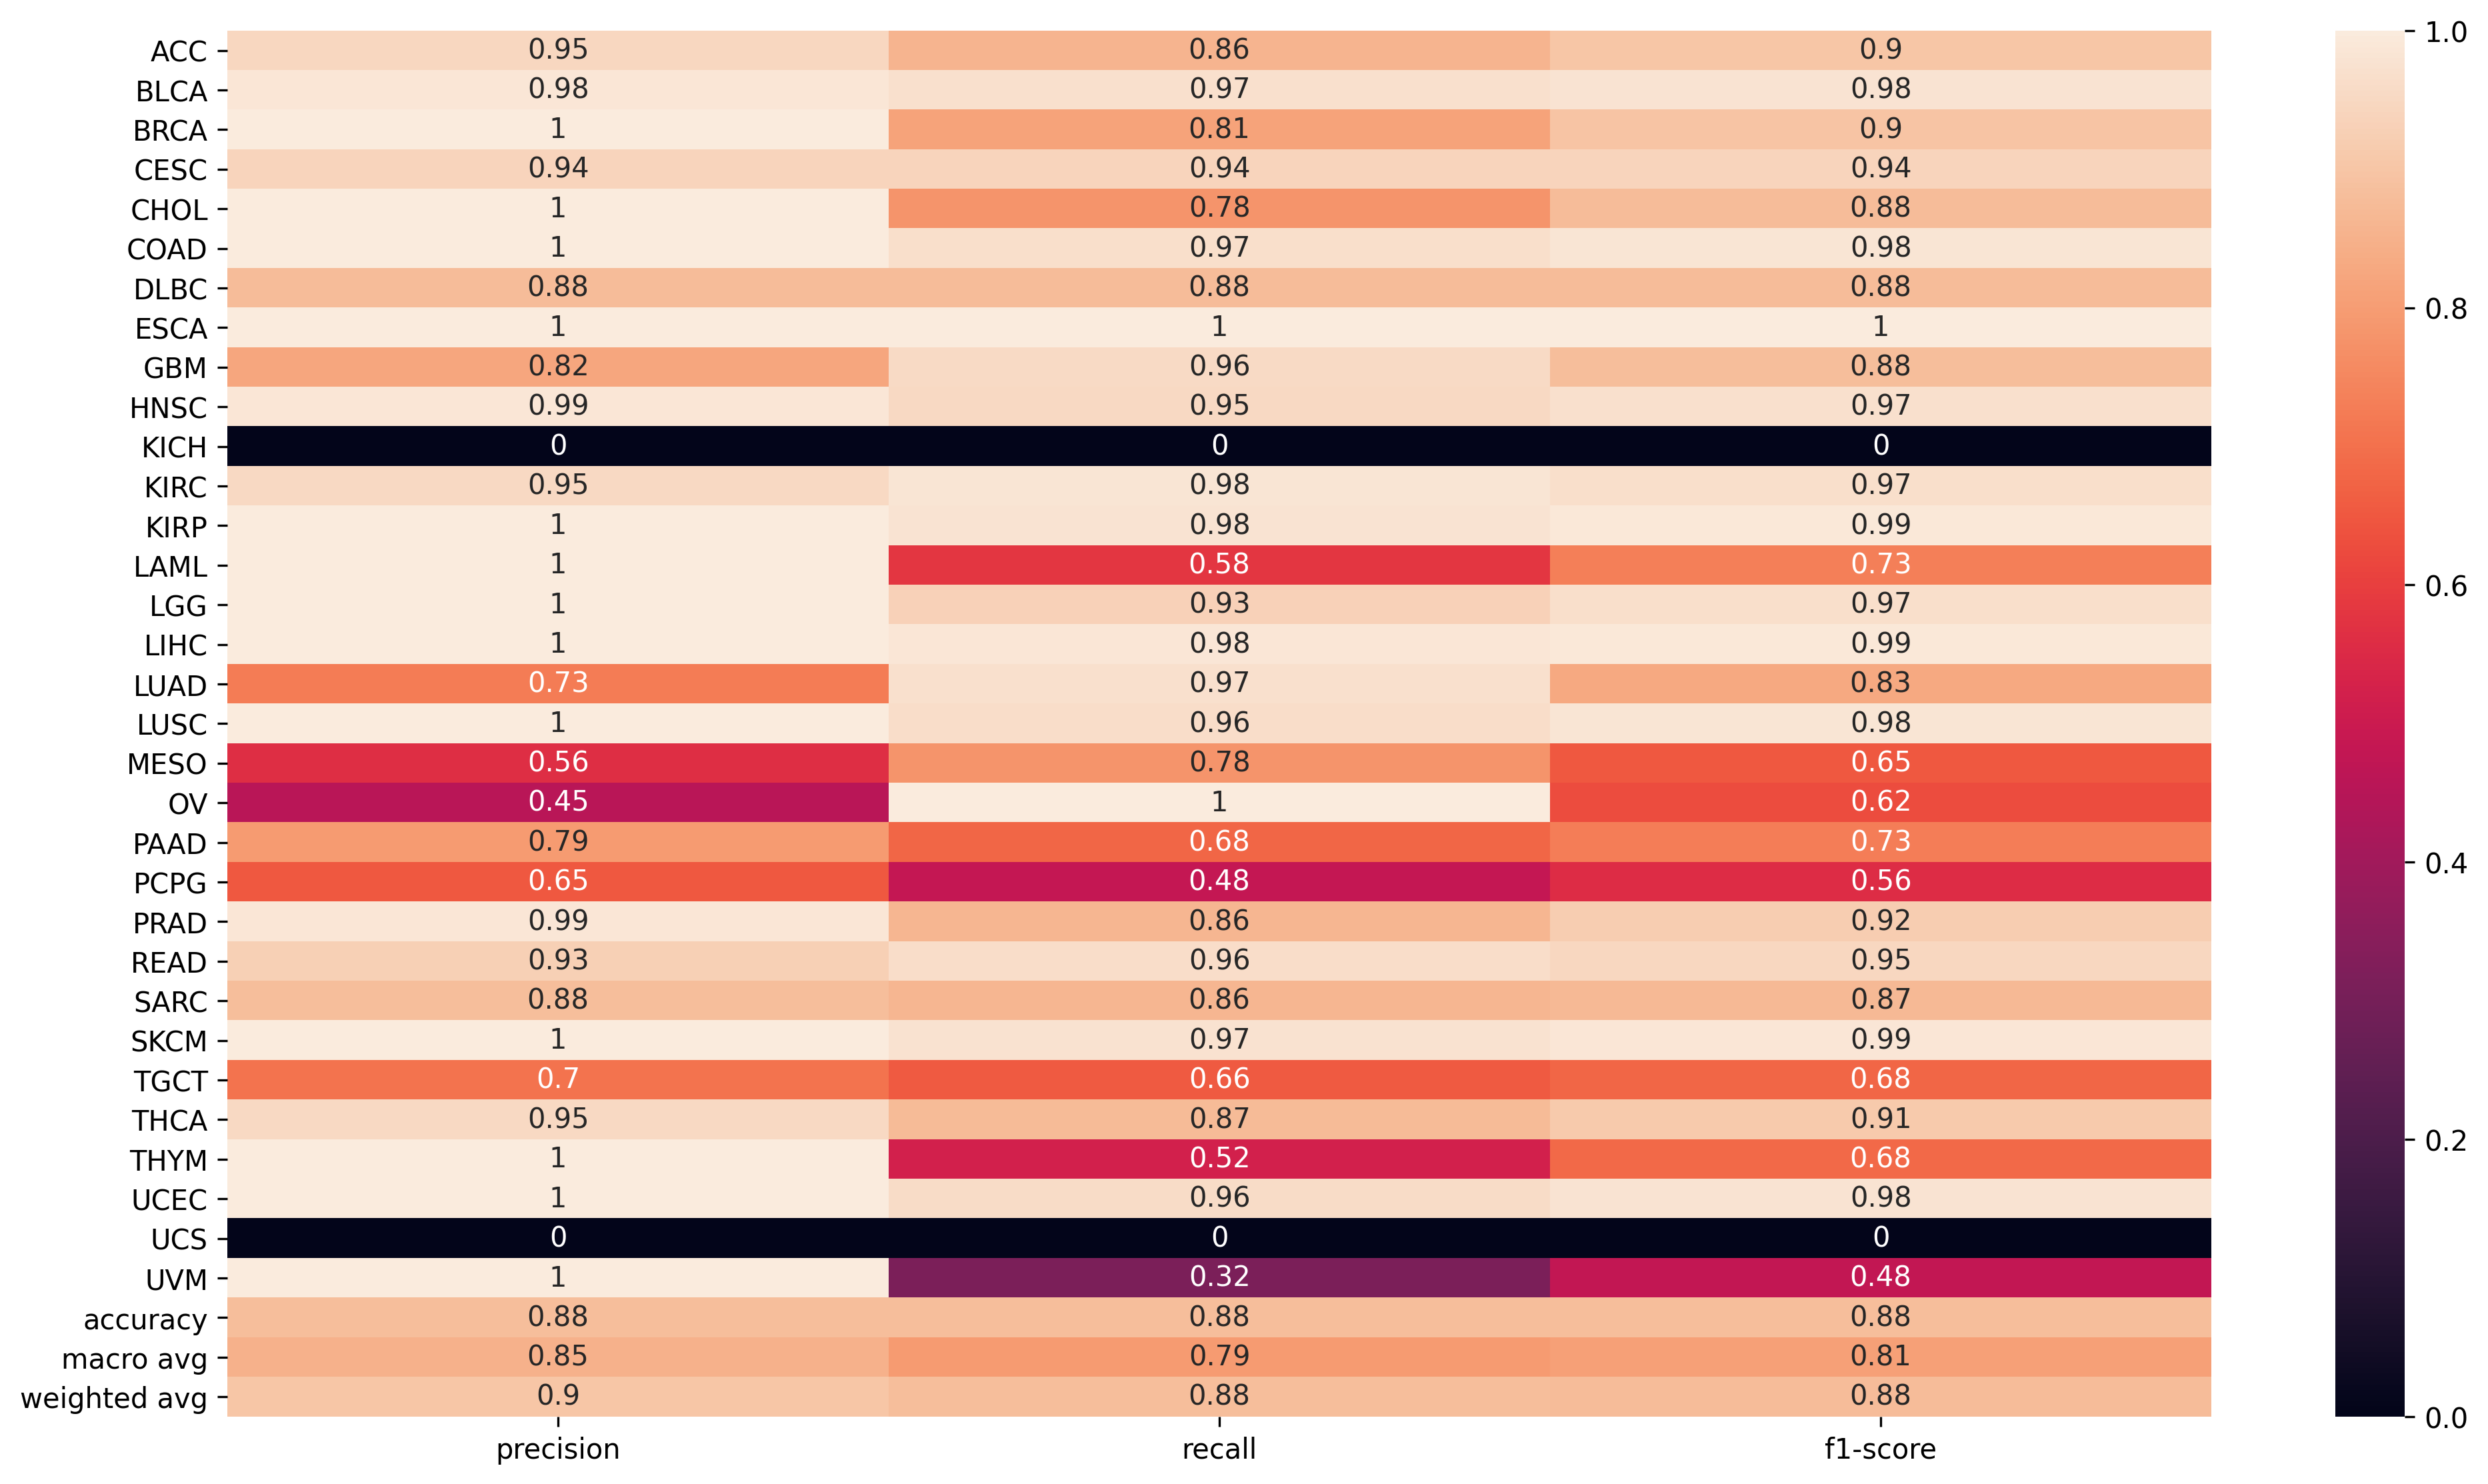 ACC 0.95 0.86 0.9 1.0
BLCA 0.98 0.97 0.98
BRCA 1 0.81 0.9
CESC 0.94 0.94 0.94
CHOL 1 0.78 0.88
COAD 1 0.97 0.98
DLBC 0.88 0.88 0.88 0.8
ESCA 1 1 1
GBM 0.82 0.96 0.88
HNSC 0.99 0.95 0.97
KICH 0 0 0
KIRC 0.95 0.98 0.97
KIRP 1 0.98 0.99
LAML 1 0.58 0.73 0.6
LGG 1 0.93 0.97
LIHC 1 0.98 0.99
LUAD 0.73 0.97 0.83
LUSC 1 0.96 0.98
MESO 0.56 0.78 0.65
OV 0.45 1 0.62
PAAD 0.79 0.68 0.73 0.4
PCPG 0.65 0.48 0.56
PRAD 0.99 0.86 0.92
READ 0.93 0.96 0.95
SARC 0.88 0.86 0.87
SKCM 1 0.97 0.99
TGCT 0.7 0.66 0.68
THCA 0.95 0.87 0.91 0.2
THYM 1 0.52 0.68
UCEC 1 0.96 0.98
UCS 0 0 0
UVM 1 0.32 0.48
accuracy 0.88 0.88 0.88
macro avg 0.85 0.79 0.81
weighted avg 0.9 0.88 0.88 0.0
precision recall f1-score